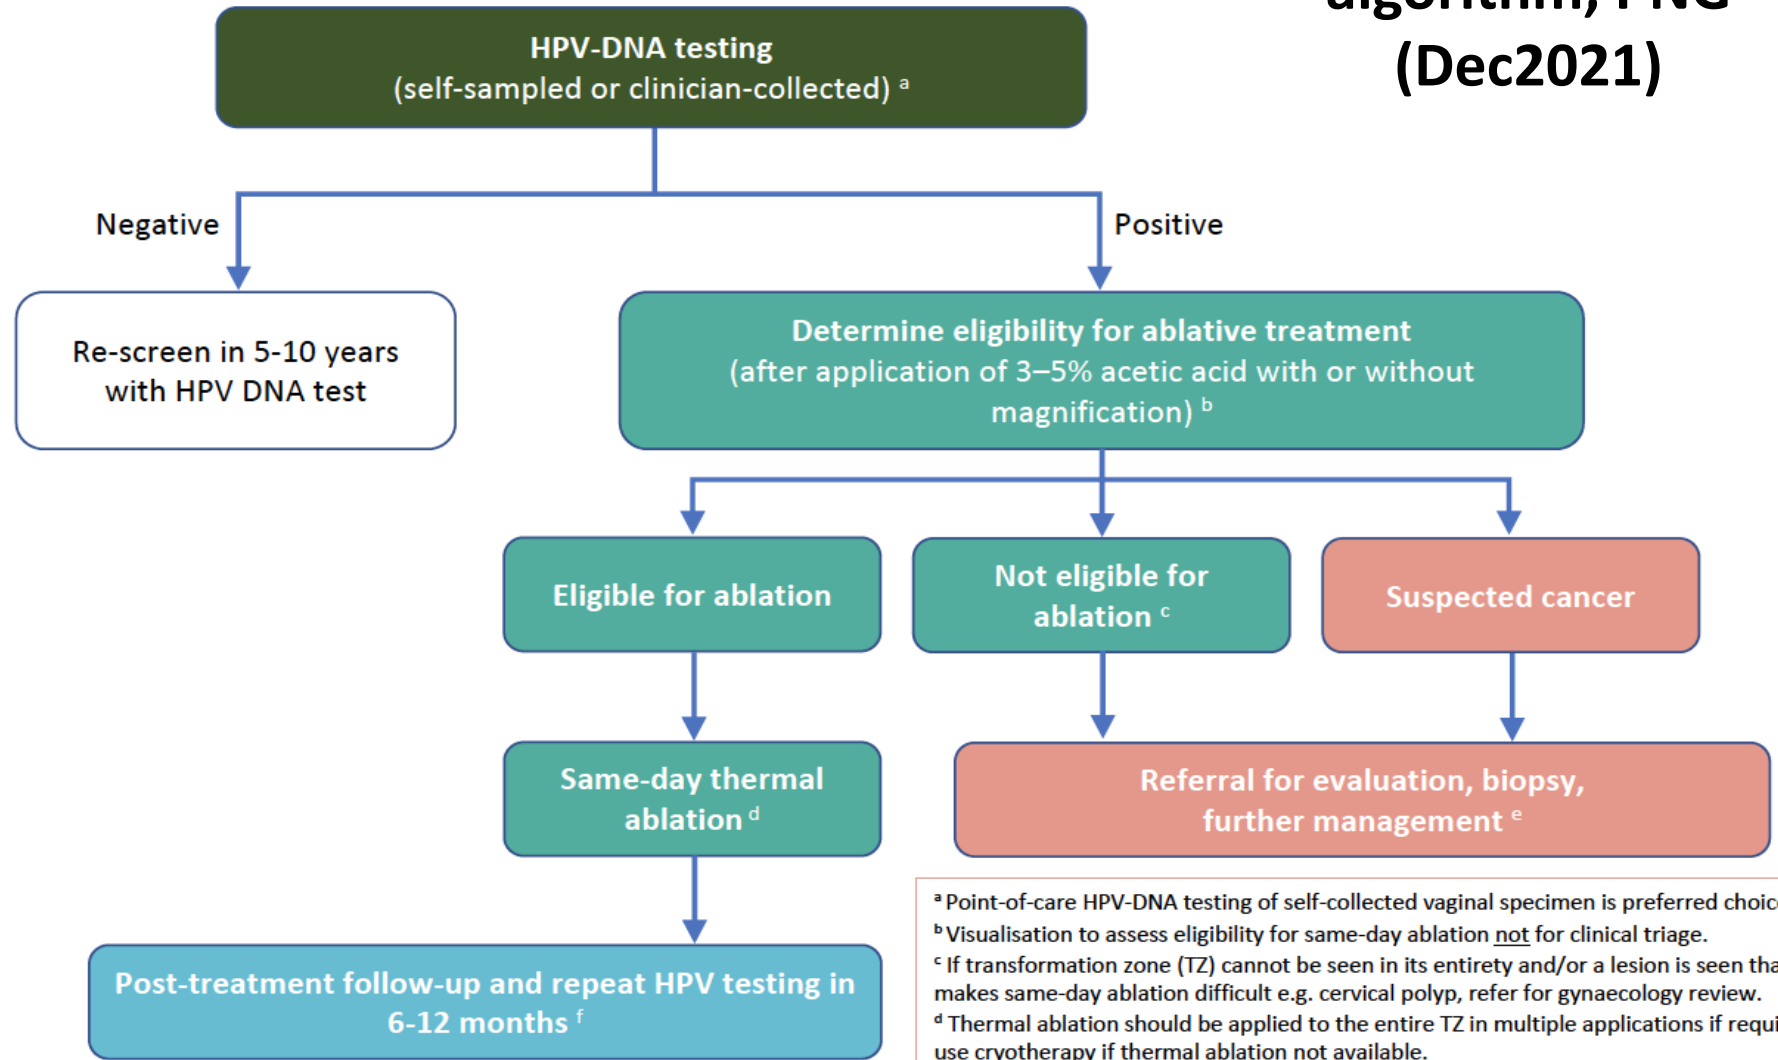 algorithm, PNG
(Dec2021)
HPV-DNA testing
(self-sampled or clinician-collected) a
Negative
Positive
Re-screen in 5-10 years
with HPV DNA test
Determine eligibility for ablative treatment
(after application of 3–5% acetic acid with or without
magnification) b
Eligible for ablation
Not eligible for
ablation c
Suspected cancer
Same-day thermal
ablation d
Referral for evaluation, biopsy,
further management e
Post-treatment follow-up and repeat HPV testing in
6-12 months f
a Point-of-care HPV-DNA testing of self-collected vaginal specimen is preferred choice
b Visualisation to assess eligibility for same-day ablation not for clinical triage.
c If transformation zone (TZ) cannot be seen in its entirety and/or a lesion is seen
makes same-day ablation difficult e.g. cervical polyp, refer for gynaecology review.
d Thermal ablation should be applied to the entire TZ in multiple applications if
use cryotherapy if thermal ablation not available.